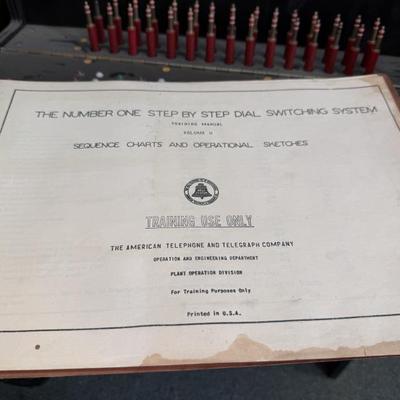 THE NUMBER ONE STEP BY STEP DIAL SWITCHING SYSTEM
TRAINING MANUAL
VOLUME II
SEQUENCE CHARTS AND OPERATIONAL SKETCHES
TRAINING USE ONLY
THE AMERICAN TELEPHONE AND TELEGRAPH COMPANY
OPERATION AND ENGINEERING DEPARTMENT
PLANT OPERATION DIVISION
For Training Purposes Only
Printed in U.S.A.